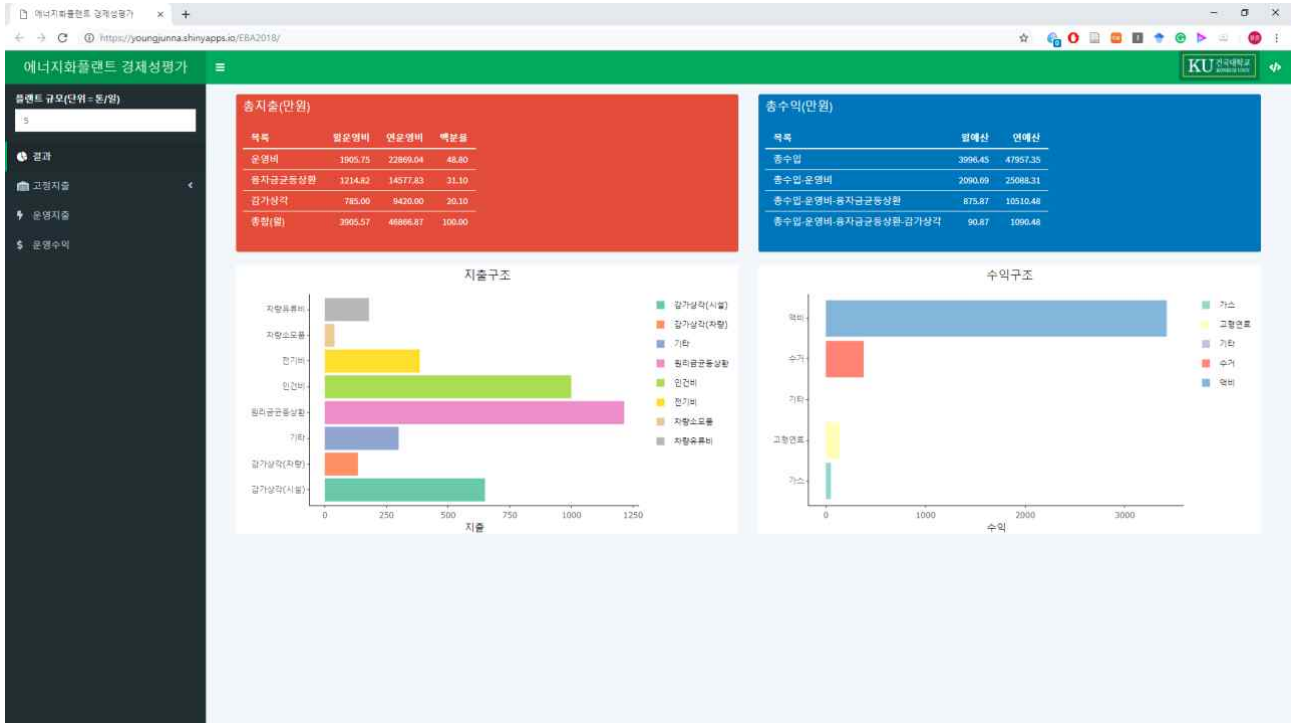 에너지화플랜트 경제성평가
https://youngjunna.shinyapps.io/EBA2018/
에너지화플랜트 경제성평가
KU 건국대학교
플랜트 규모(단위 = 톤/일)
5
결과
고정지출
운영지출
$ 운영수익
총지출(만원)
목록 월운영비 연운영비 백분율
운영비 1905.75 22869.04 48.80
융자금균등상환 1214.82 14577.83 31.10
감가상각 785.00 9420.00 20.10
총합(월) 3905.57 46866.87 100.00
총수익(만원)
목록 월예산 연예산
총수입 3996.45 47957.35
총수입-운영비 2090.69 25088.31
총수입-운영비-융자금균등상환 875.87 10510.48
총수입-운영비-융자금균등상환-감가상각 90.87 1090.48
지출구조
차량유류비
차량소모품
전기비
인건비
원리금균등상환
기타
감가상각(차량)
감가상각(시설)
0 250 500 750 1000 1250
지출
감가상각(시설)
감가상각(차량)
기타
원리금균등상환
인건비
전기비
차량소모품
차량유류비
수익구조
액비
수거
기타
고형연료
가스
0 1000 2000 3000
수익
가스
고형연료
기타
수거
액비